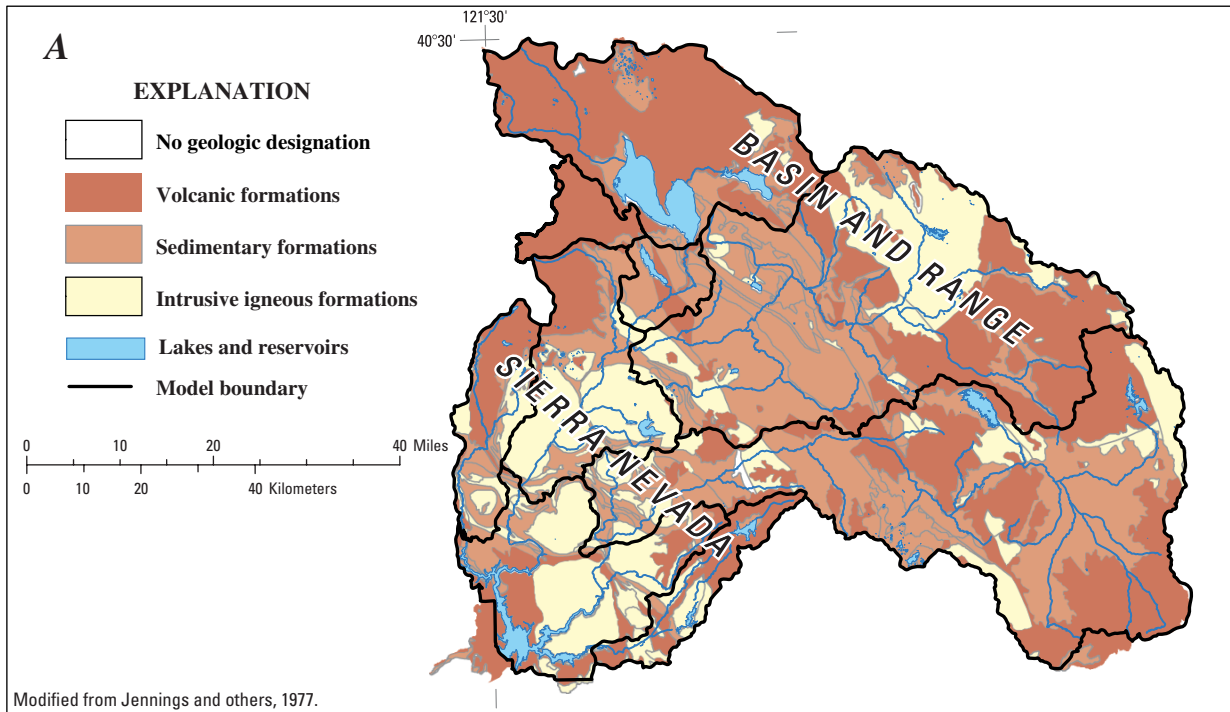 A
121°30'
40°30'
EXPLANATION
No geologic designation
Volcanic formations
Sedimentary formations
Intrusive igneous formations
Lakes and reservoirs
Model boundary
0 10 20 40 Miles
0 10 20 40 Kilometers
BASIN AND RANGE
SIERRA NEVADA
Modified from Jennings and others, 1977.